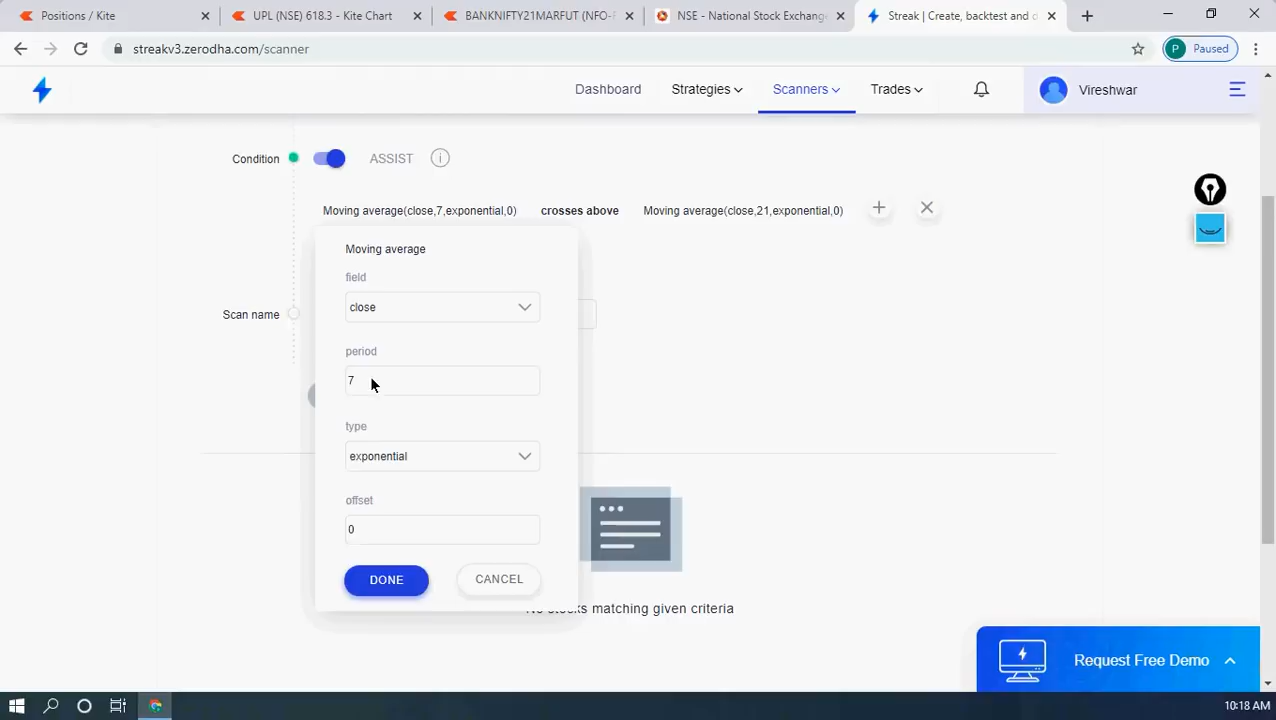 Positions / Kite
UPL (NSE) 618.3 - Kite Chart
BANKNIFTY21MARFUT (NFO-F
NSE - National Stock Exchange
Streak | Create, backtest and d
streakv3.zerodha.com/scanner
P Paused
Dashboard
Strategies
Scanners
Trades
Vireshwar
Condition
ASSIST
i
Moving average(close,7,exponential,0) crosses above Moving average(close,21,exponential,0)
Moving average
field
close
Scan name
period
7
type
exponential
offset
0
DONE
CANCEL
No stocks matching given criteria
Request Free Demo
10:18 AM